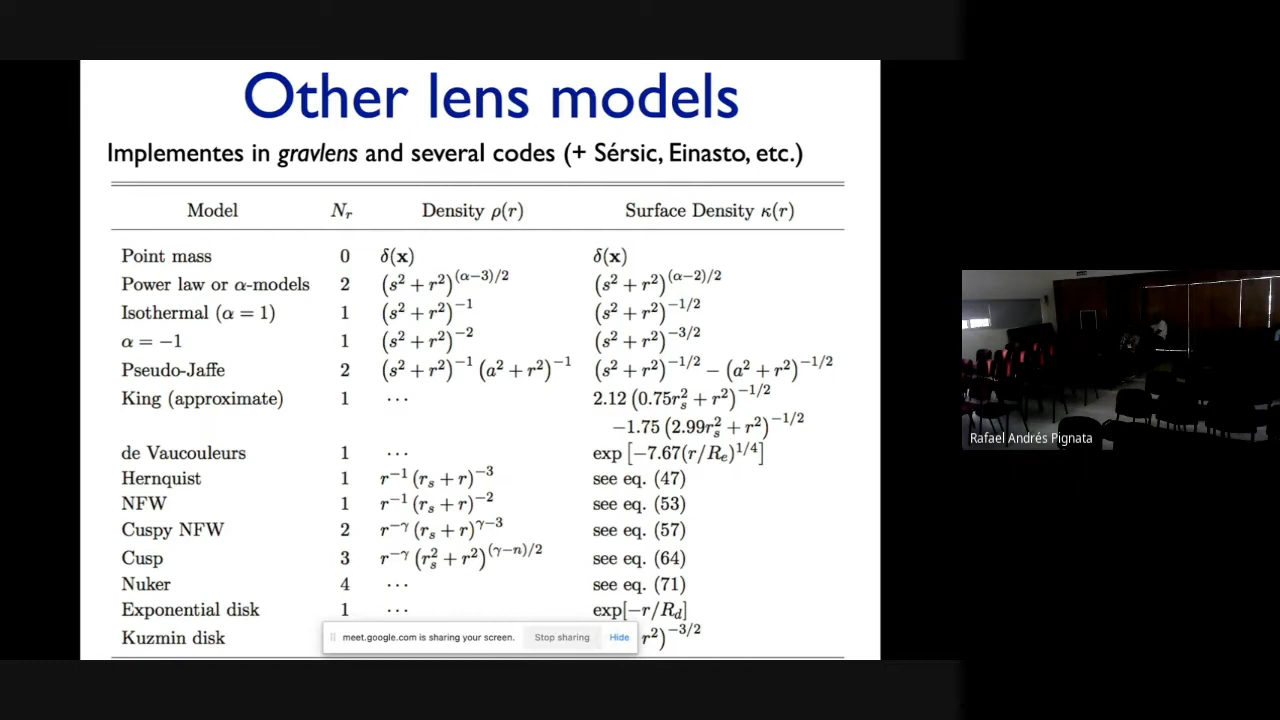 Other lens models
Implementes in gravlens and several codes (+ Sérsic, Einasto, etc.)
Model N_r Density ρ(r) Surface Density κ(r)
Point mass 0 δ(x) δ(x)
Power law or α-models 2 (s² + r²)^(α−3)/2 (s² + r²)^(α−2)/2
Isothermal (α = 1) 1 (s² + r²)^−1 (s² + r²)^−1/2
α = −1 1 (s² + r²)^−2 (s² + r²)^−3/2
Pseudo-Jaffe 2 (s² + r²)^−1 (a² + r²)^−1 (s² + r²)^−1/2 − (a² + r²)^−1/2
King (approximate) 1 ··· 2.12 (0.75r_s² + r²)^−1/2
−1.75 (2.99r_s² + r²)^−1/2
de Vaucouleurs 1 ··· exp [−7.67(r/R_e)^1/4]
Hernquist 1 r^−1 (r_s + r)^−3 see eq. (47)
NFW 1 r^−1 (r_s + r)^−2 see eq. (53)
Cuspy NFW 2 r^−γ (r_s + r)^γ−3 see eq. (57)
Cusp 3 r^−γ (r_s² + r²)^(γ−n)/2 see eq. (64)
Nuker 4 ··· see eq. (71)
Exponential disk 1 ··· exp[−r/R_d]
Kuzmin disk r²)^−3/2
meet.google.com is sharing your screen. Stop sharing Hide
Rafael Andrés Pignata